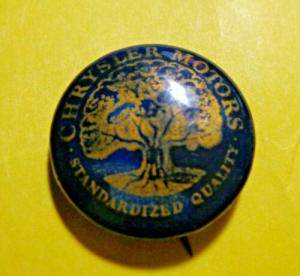 CHRYSLER MOTORS
· STANDARDIZED QUALITY ·